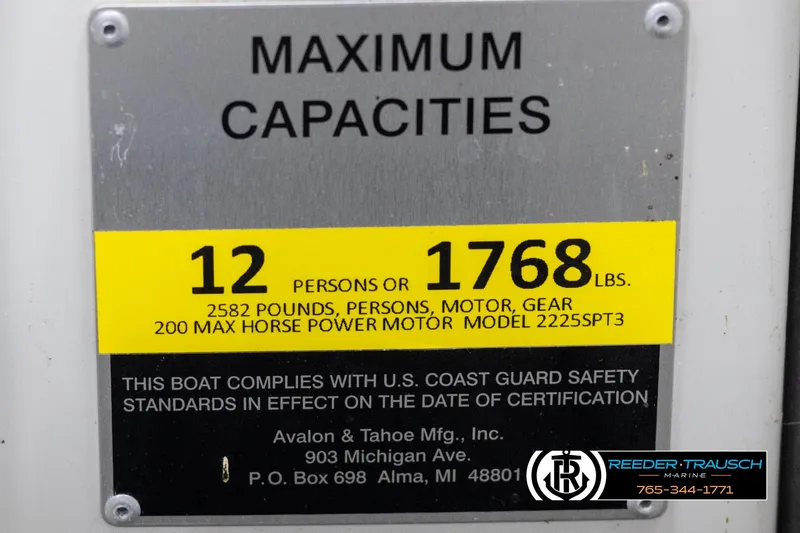 MAXIMUM
CAPACITIES
12 PERSONS OR 1768 LBS.
2582 POUNDS, PERSONS, MOTOR, GEAR
200 MAX HORSE POWER MOTOR MODEL 2225SPT3
THIS BOAT COMPLIES WITH U.S. COAST GUARD SAFETY
STANDARDS IN EFFECT ON THE DATE OF CERTIFICATION
Avalon & Tahoe Mfg., Inc.
903 Michigan Ave.
P.O. Box 698 Alma, MI 48801
REEDER·TRAUSCH
MARINE
765-344-1771